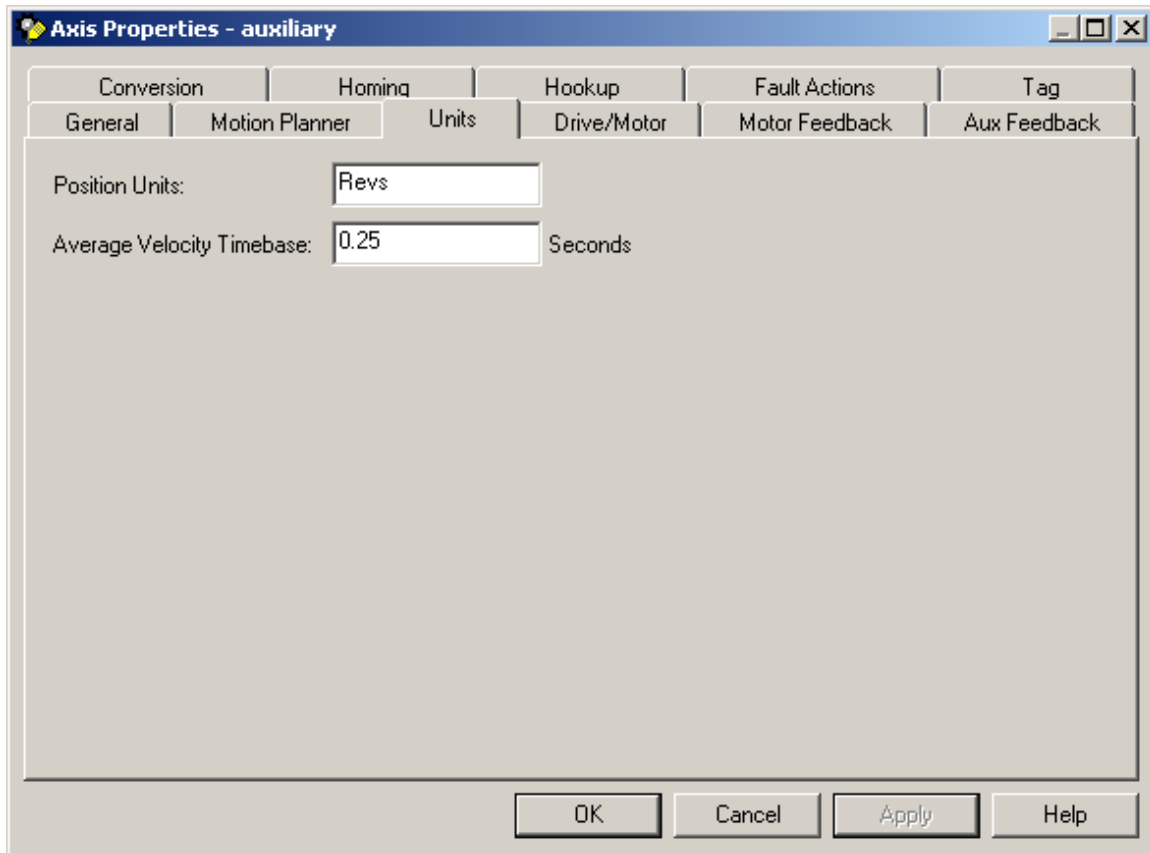 Axis Properties - auxiliary
Conversion Homing Hookup Fault Actions Tag
General Motion Planner Units Drive/Motor Motor Feedback Aux Feedback
Position Units: Revs
Average Velocity Timebase: 0.25 Seconds
OK Cancel Apply Help